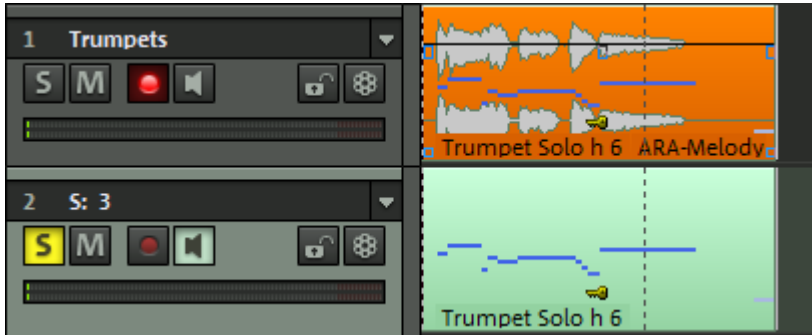 1 Trumpets
S M
Trumpet Solo h 6 ARA-Melody
2 S: 3
S M
Trumpet Solo h 6